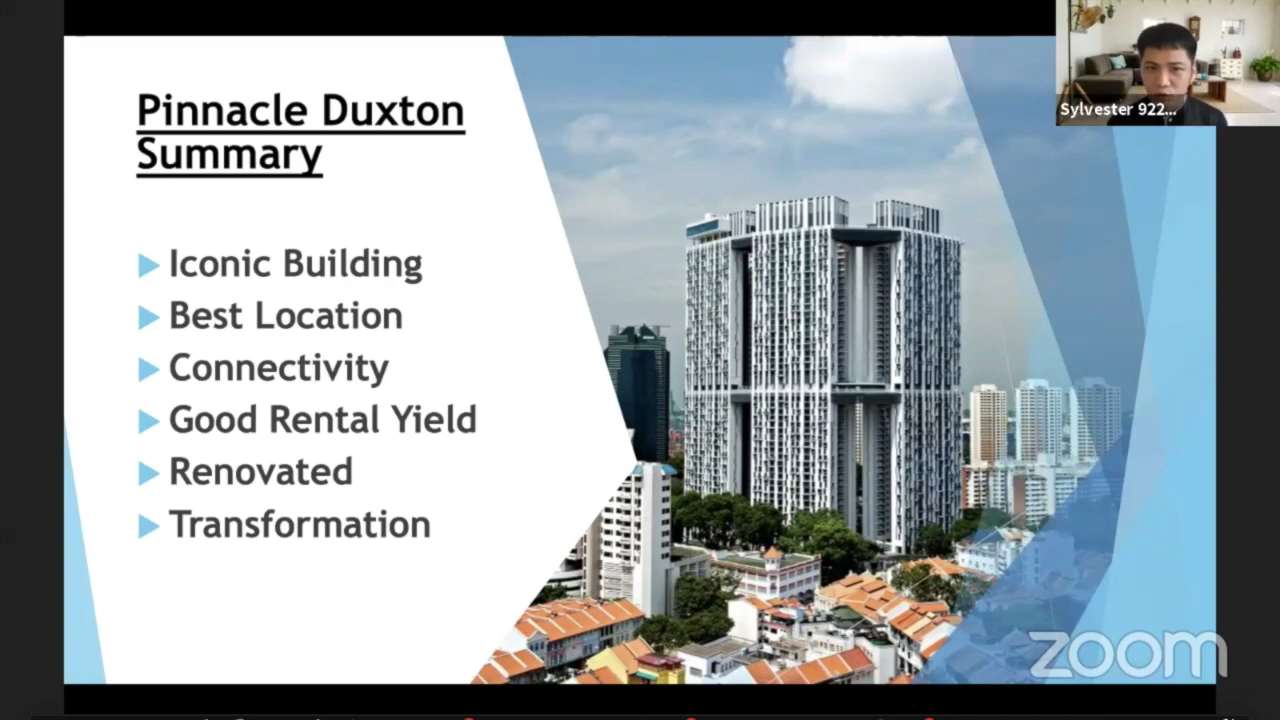 Pinnacle Duxton
Summary
Iconic Building
Best Location
Connectivity
Good Rental Yield
Renovated
Transformation
Sylvester 922...
zoom